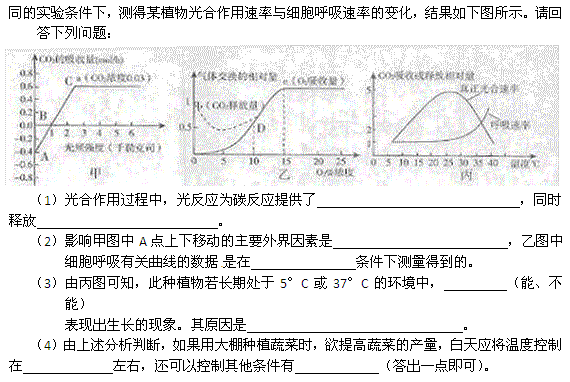 同的实验条件下，测得某植物光合作用速率与细胞呼吸速率的变化，结果如下图所示。请回
答下列问题：
CO₂的吸收量(mol/h)
0.8
0.6
0.4
0.2
0.0
-0.2
-0.4
-0.6
-0.8
C
a（CO₂浓度0.03）
B
A
1 2 3 4 5 6
光照强度（千勒克司）
甲
气体交换的相对量
c（O₂吸收量）
b（CO₂释放量）
1
0.5
D
0 5 10 15 20 25
O₂浓度
乙
CO₂吸收或释放相对量
真正光合速率
呼吸速率
5
2
1
0 5 10 15 20 25 30 35 40
温度℃
丙
（1）光合作用过程中，光反应为碳反应提供了，同时
释放。
（2）影响甲图中 A 点上下移动的主要外界因素是，乙图中
细胞呼吸有关曲线的数据 是在条件下测量得到的。
（3）由丙图可知，此种植物若长期处于 5° C 或 37° C 的环境中，（能、不
能）
表现出生长的现象。其原因是。
（4）由上述分析判断，如果用大棚种植蔬菜时，欲提高蔬菜的产量，白天应将温度控制
在左右，还可以控制其他条件有（答出一点即可）。